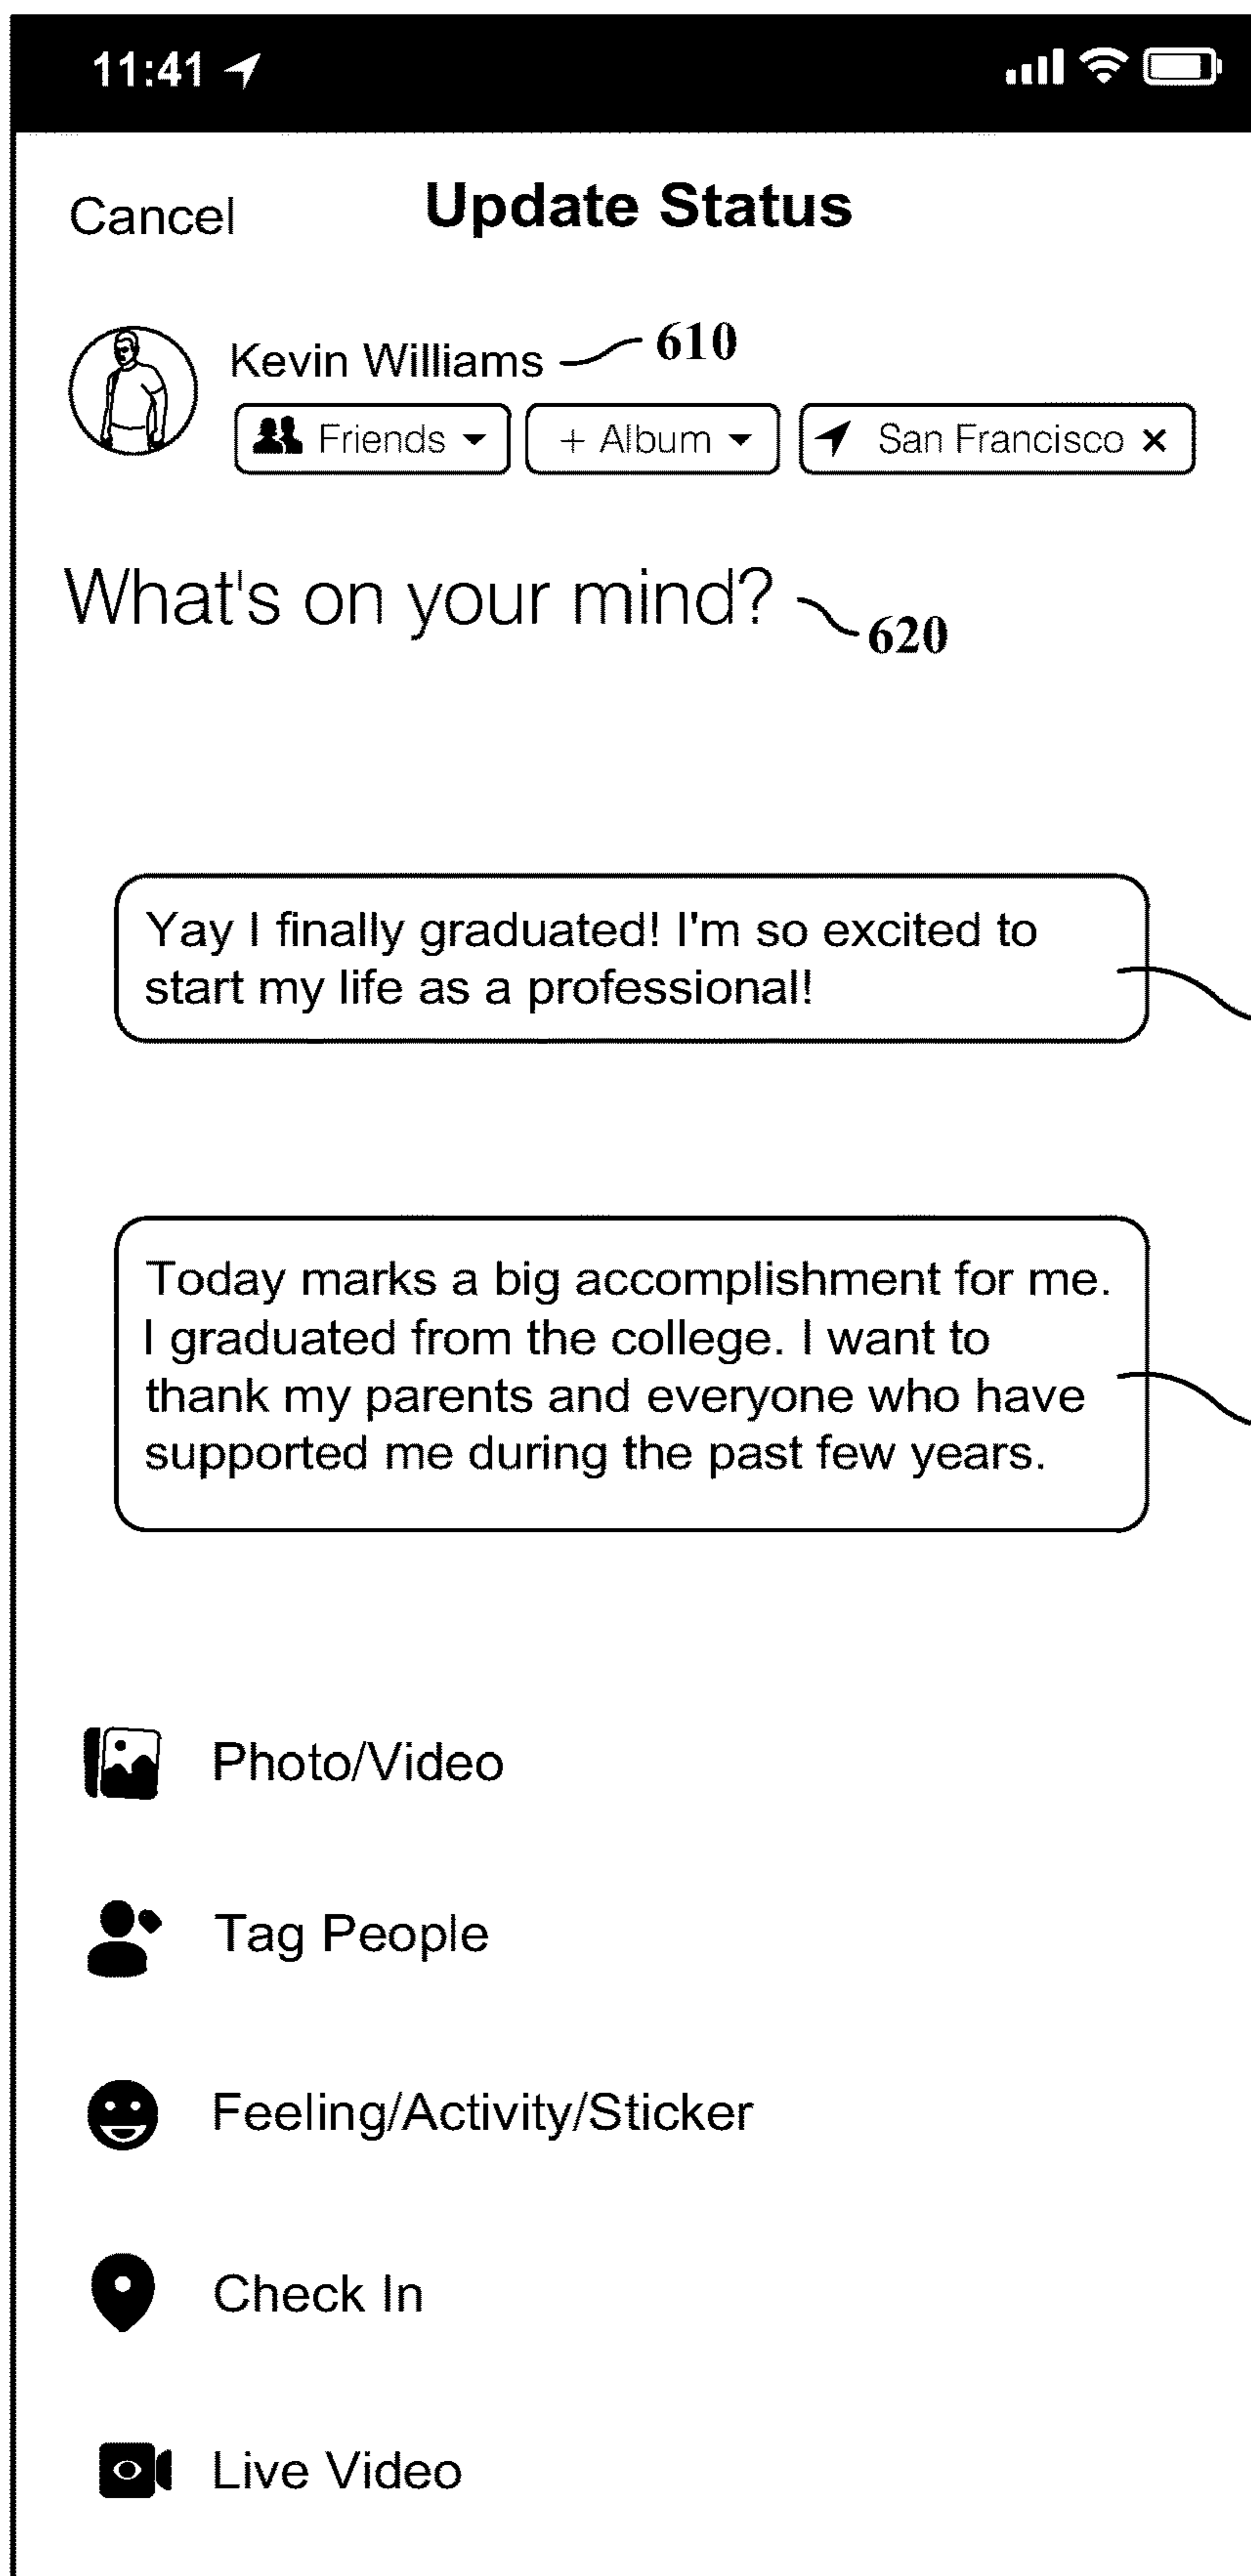 11:41
Cancel
Update Status
Kevin Williams
610
Friends
+ Album
San Francisco ×
What's on your mind?
620
Yay I finally graduated! I'm so excited to
start my life as a professional!
Today marks a big accomplishment for me.
I graduated from the college. I want to
thank my parents and everyone who have
supported me during the past few years.
Photo/Video
Tag People
Feeling/Activity/Sticker
Check In
Live Video